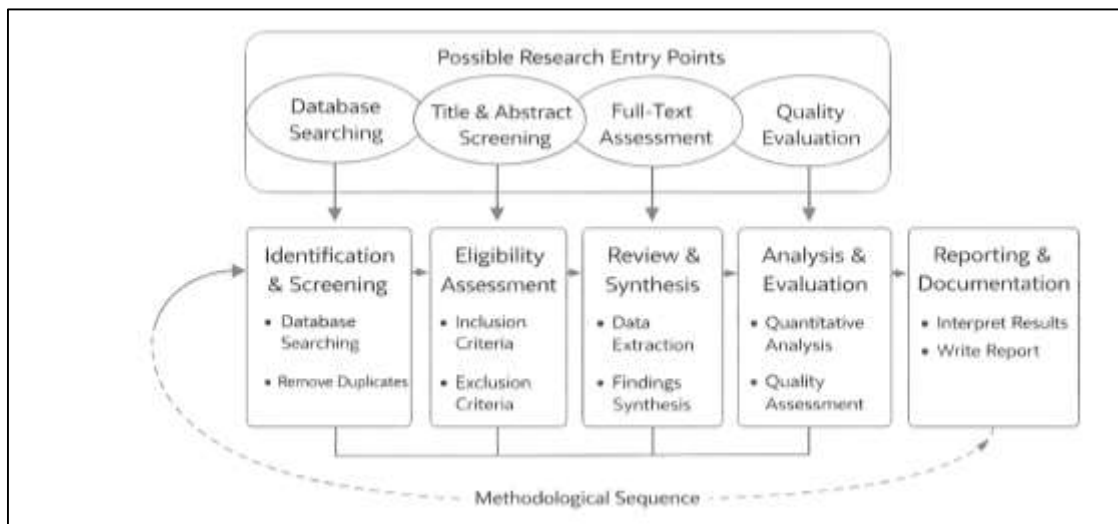 Possible Research Entry Points
Database
Searching
Title & Abstract
Screening
Full-Text
Assessment
Quality
Evaluation
Identification
& Screening
• Database
Searching
• Remove Duplicates
Eligibility
Assessment
• Inclusion
Criteria
• Exclusion
Criteria
Review &
Synthesis
• Data
Extraction
• Findings
Synthesis
Analysis &
Evaluation
• Quantitative
Analysis
• Quality
Assessment
Reporting &
Documentation
• Interpret Results
• Write Report
Methodological Sequence